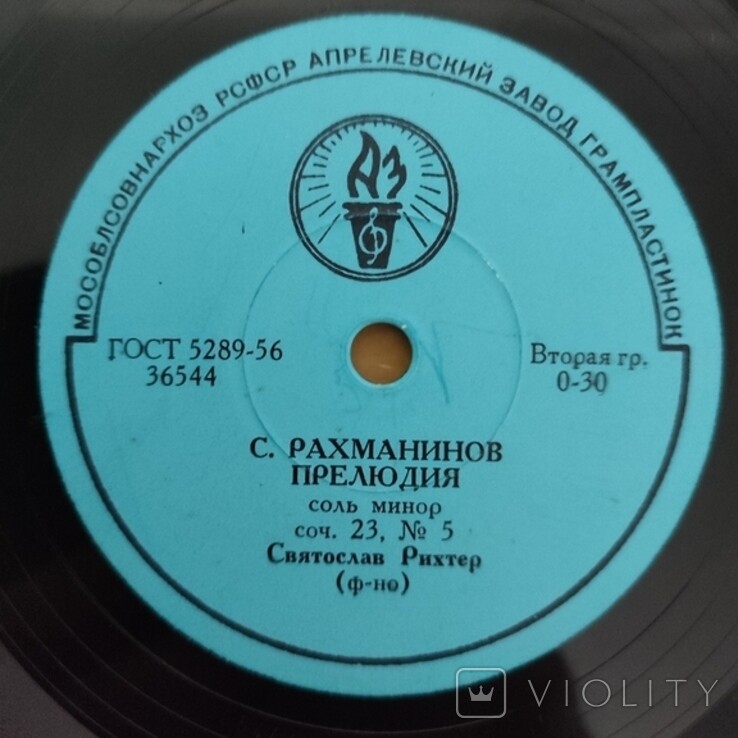 МОСОБЛСОВНАРХОЗ РСФСР АПРЕЛЕВСКИЙ ЗАВОД ГРАМПЛАСТИНОК
АЗ
ГОСТ 5289-56
36544
Вторая гр.
0-30
С. РАХМАНИНОВ
ПРЕЛЮДИЯ
соль минор
соч. 23, № 5
Святослав Рихтер
(ф-но)
VIOLITY